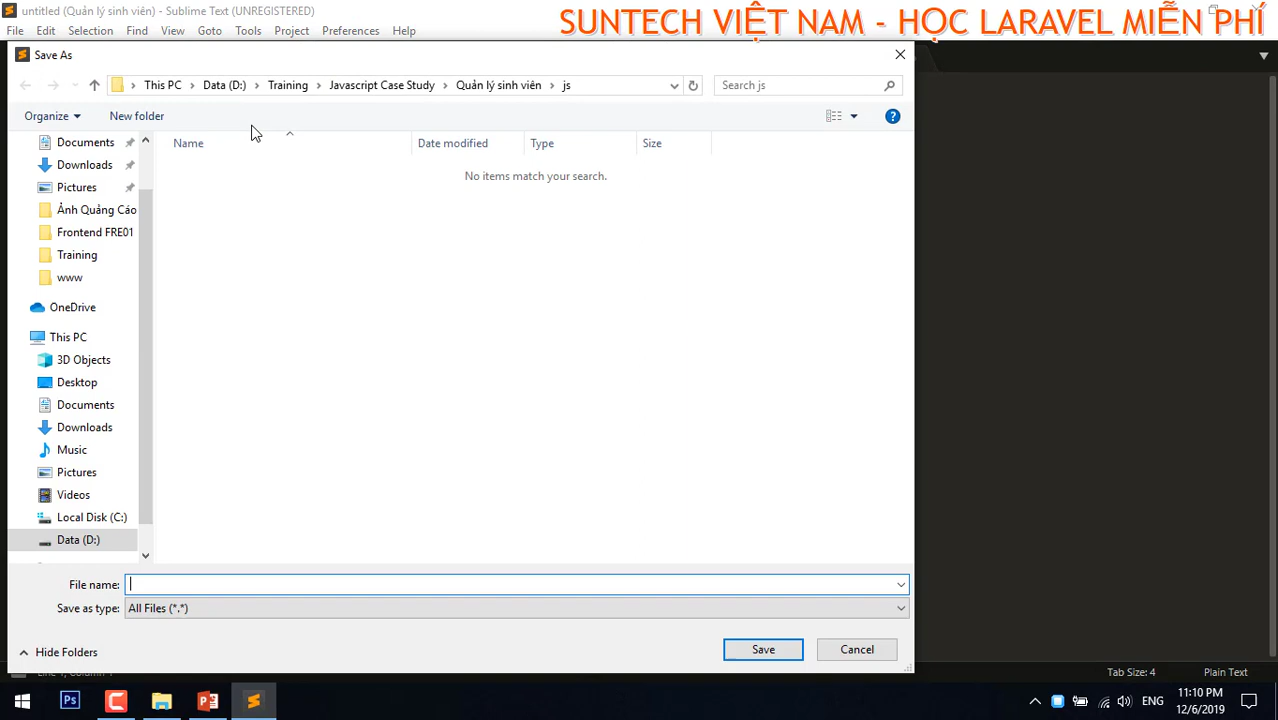 untitled (Quản lý sinh viên) - Sublime Text (UNREGISTERED)
SUNTECH VIỆT NAM - HỌC LARAVEL MIỄN PHÍ
File Edit Selection Find View Goto Tools Project Preferences Help
Save As
This PC Data (D:) Training Javascript Case Study Quản lý sinh viên js
Search js
Organize New folder
Name Date modified Type Size
No items match your search.
Documents
Downloads
Pictures
Ảnh Quảng Cáo
Frontend FRE01
Training
www
OneDrive
This PC
3D Objects
Desktop
Documents
Downloads
Music
Pictures
Videos
Local Disk (C:)
Data (D:)
File name:
Save as type: All Files (*.*)
Hide Folders
Save Cancel
Tab Size: 4 Plain Text
Ps
ENG
11:10 PM
12/6/2019